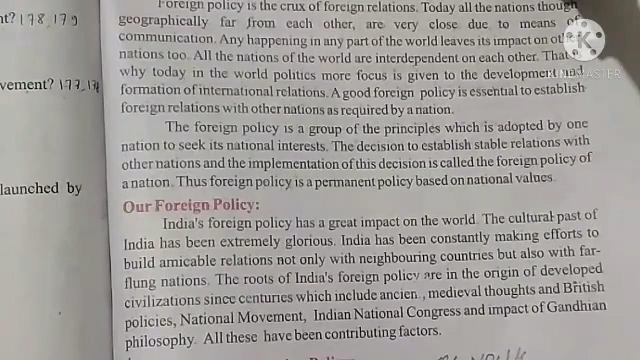 Foreign policy is the crux of foreign relations. Today all the nations though
geographically far from each other, are very close due to means of
communication. Any happening in any part of the world leaves its impact on
nations too. All the nations of the world are interdependent on each other. That
why today in the world politics more focus is given to the development and
formation of international relations. A good foreign policy is essential to establish
foreign relations with other nations as required by a nation.
The foreign policy is a group of the principles which is adopted by one
nation to seek its national interests. The decision to establish stable relations with
other nations and the implementation of this decision is called the foreign policy of
a nation. Thus foreign policy is a permanent policy based on national values.
Our Foreign Policy:
India's foreign policy has a great impact on the world. The cultural past of
India has been extremely glorious. India has been constantly making efforts to
build amicable relations not only with neighbouring countries but also with far-
flung nations. The roots of India's foreign policy are in the origin of developed
civilizations since centuries which include ancien , medieval thoughts and British
policies, National Movement, Indian National Congress and impact of Gandhian
philosophy. All these have been contributing factors.
nt? 178,179
vement? 177,178
launched by